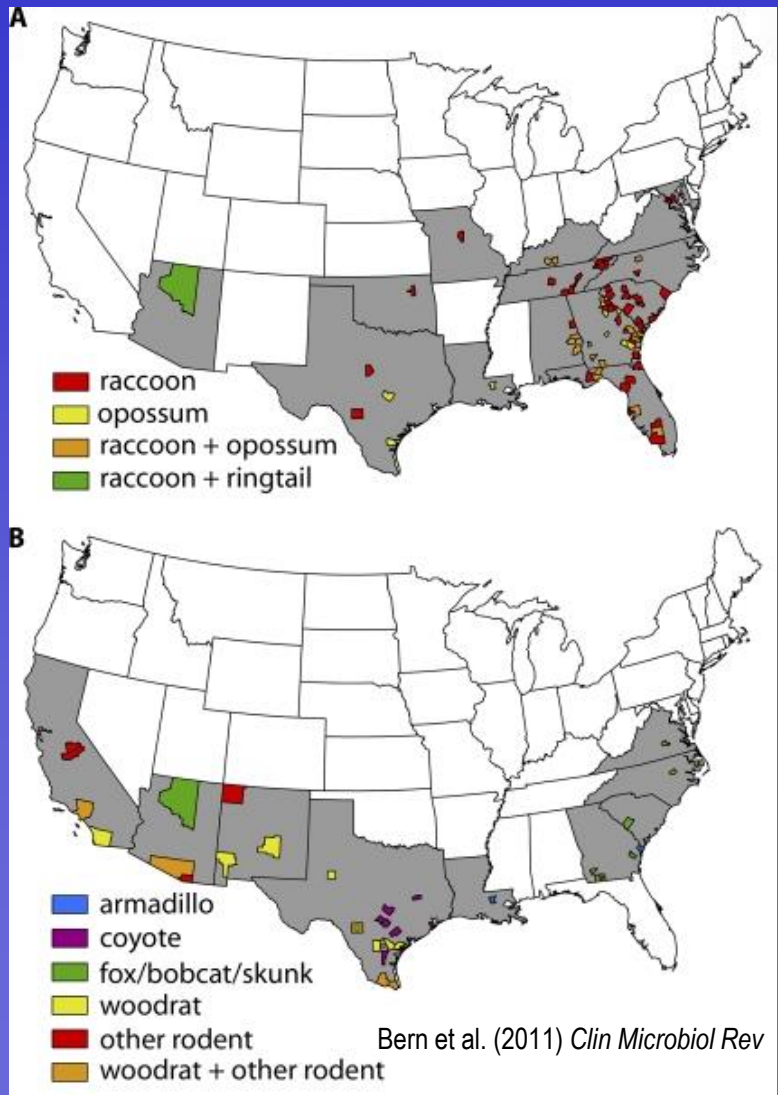 A
raccoon
opossum
raccoon + opossum
raccoon + ringtail
B
armadillo
coyote
fox/bobcat/skunk
woodrat
other rodent
woodrat + other rodent
Bern et al. (2011) Clin Microbiol Rev